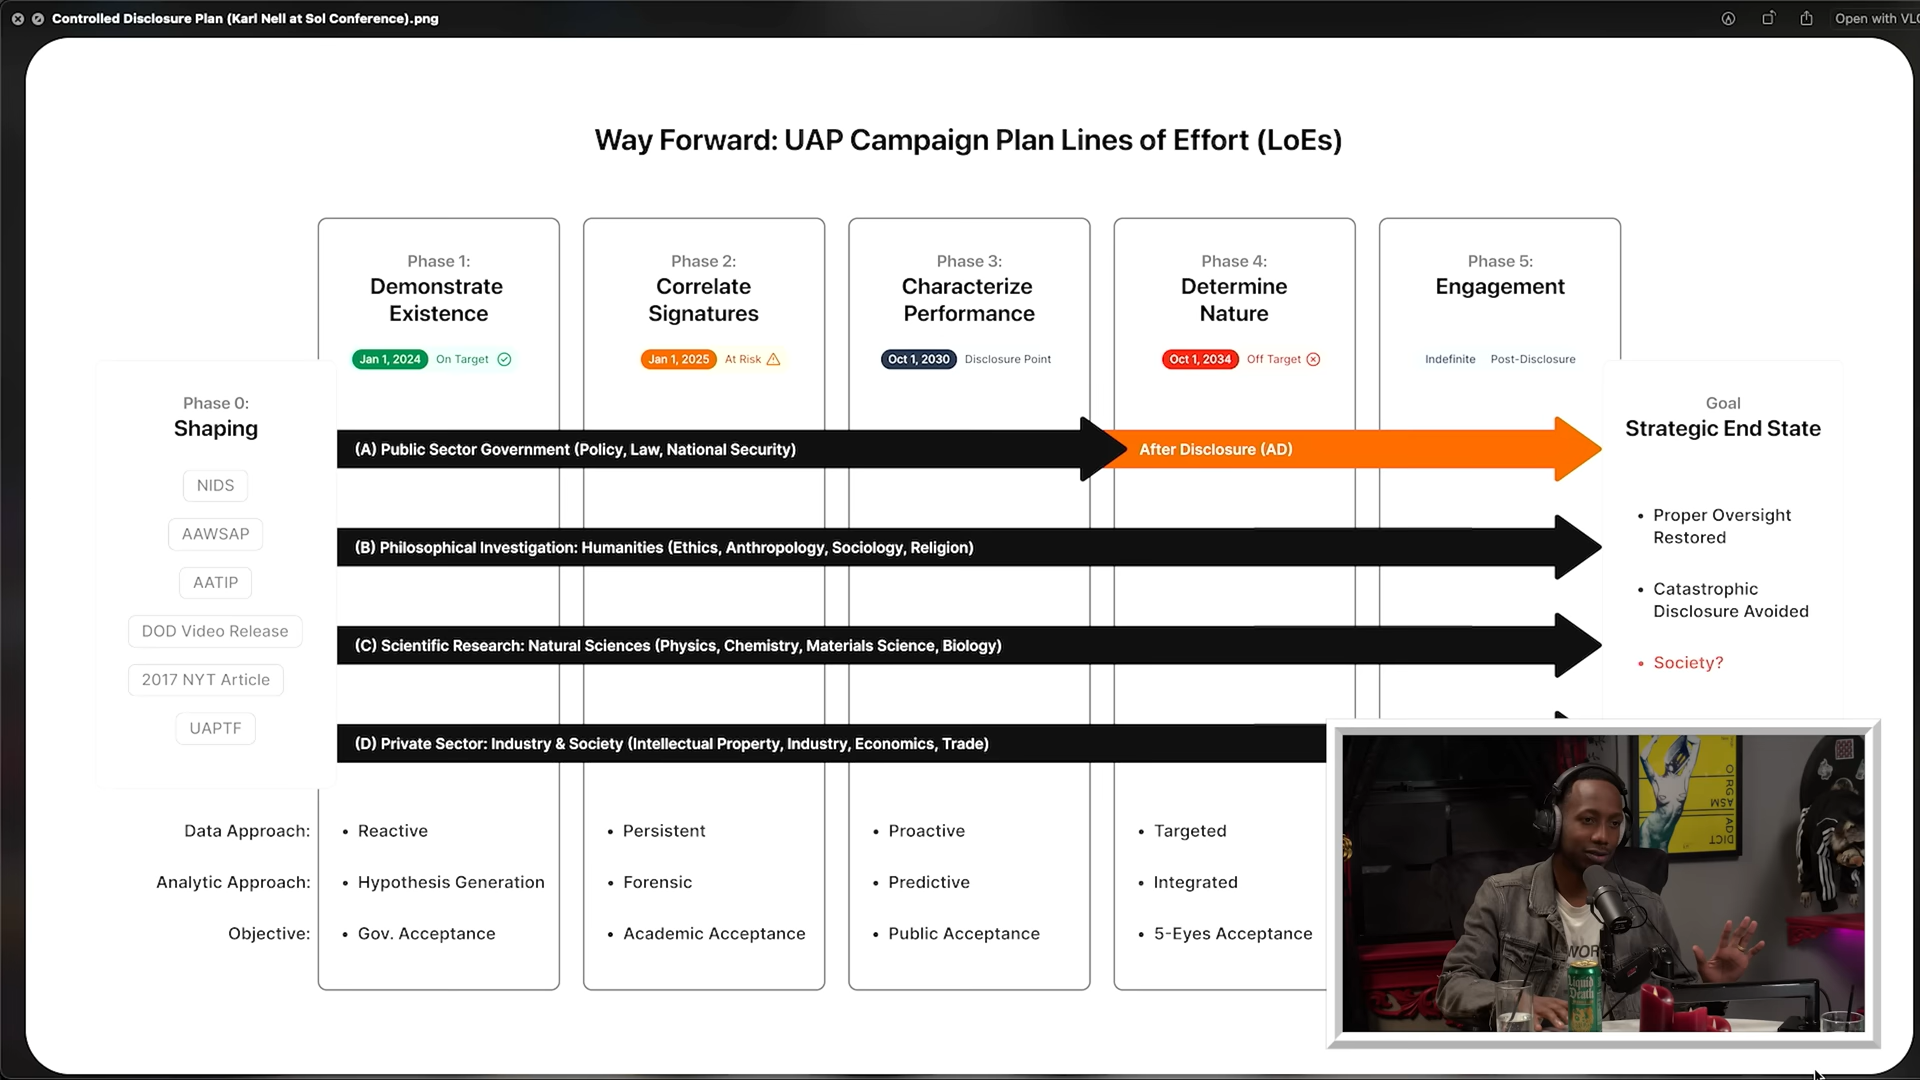 Controlled Disclosure Plan (Karl Nell at Sol Conference).png
Open with VLC
Way Forward: UAP Campaign Plan Lines of Effort (LoEs)
Phase 0:
Shaping
NIDS
AAWSAP
AATIP
DOD Video Release
2017 NYT Article
UAPTF
Phase 1:
Demonstrate
Existence
Jan 1, 2024 On Target
Phase 2:
Correlate
Signatures
Jan 1, 2025 At Risk
Phase 3:
Characterize
Performance
Oct 1, 2030 Disclosure Point
Phase 4:
Determine
Nature
Oct 1, 2034 Off Target
Phase 5:
Engagement
Indefinite Post-Disclosure
(A) Public Sector Government (Policy, Law, National Security)
After Disclosure (AD)
(B) Philosophical Investigation: Humanities (Ethics, Anthropology, Sociology, Religion)
(C) Scientific Research: Natural Sciences (Physics, Chemistry, Materials Science, Biology)
(D) Private Sector: Industry & Society (Intellectual Property, Industry, Economics, Trade)
Goal
Strategic End State
• Proper Oversight
Restored
• Catastrophic
Disclosure Avoided
• Society?
Data Approach: • Reactive • Persistent • Proactive • Targeted
Analytic Approach: • Hypothesis Generation • Forensic • Predictive • Integrated
Objective: • Gov. Acceptance • Academic Acceptance • Public Acceptance • 5-Eyes Acceptance
ORG
ASM
ADD
ICT
WOR
Liquid
Death